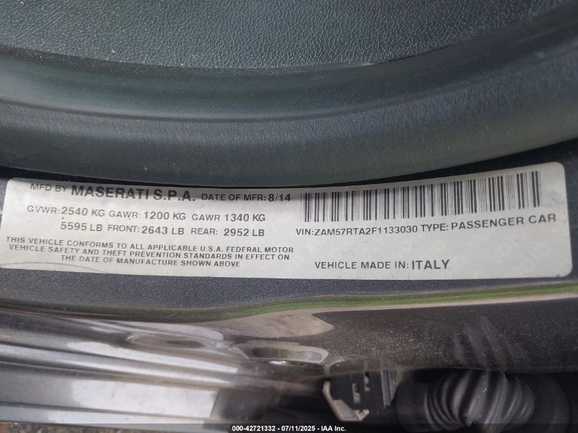 MFD BY MASERATI S.P.A. DATE OF MFR: 8/14
GVWR: 2540 KG GAWR: 1200 KG GAWR 1340 KG
5595 LB FRONT: 2643 LB REAR: 2952 LB
THIS VEHICLE CONFORMS TO ALL APPLICABLE U.S.A. FEDERAL MOTOR
VEHICLE SAFETY AND THEFT PREVENTION STANDARDS IN EFFECT ON
THE DATE OF MANUFACTURE SHOWN ABOVE
VIN:ZAM57RTA2F1133030 TYPE: PASSENGER CAR
VEHICLE MADE IN: ITALY
000-42721332 - 07/11/2025 - IAA Inc.